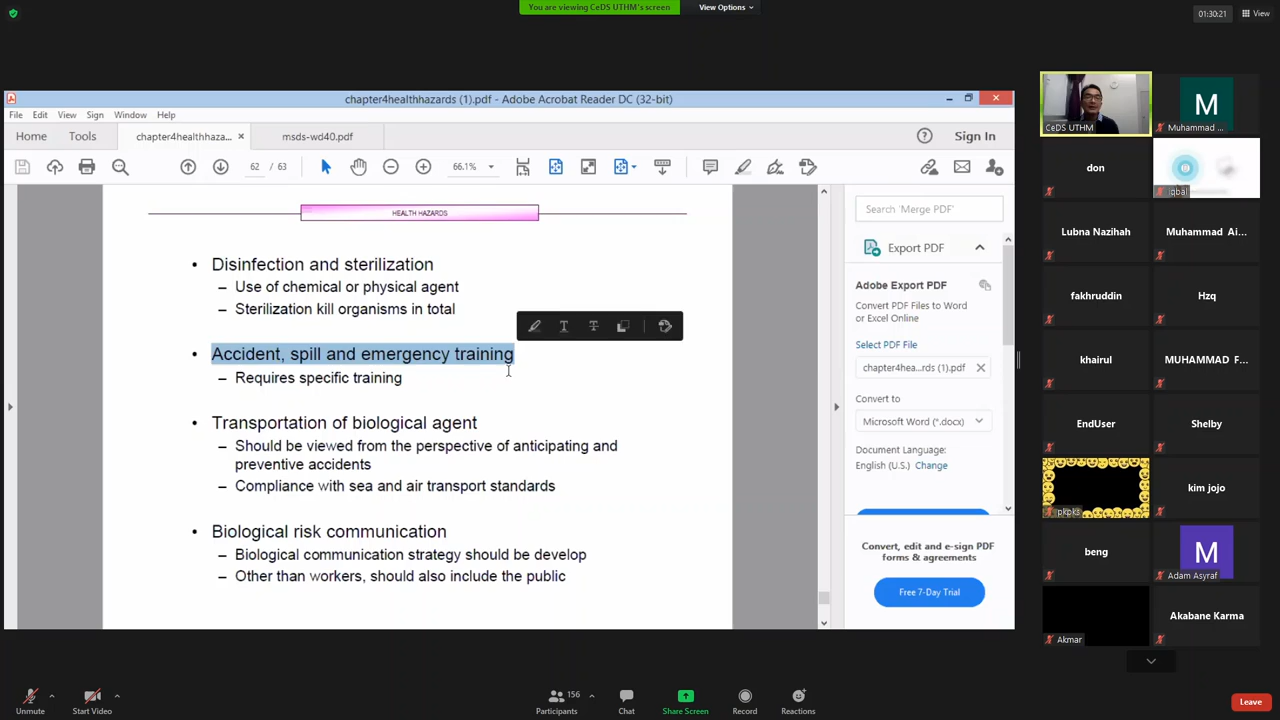 You are viewing CeDS UTHM's screen
View Options
01:30:21
View
chapter4healthhazards (1).pdf - Adobe Acrobat Reader DC (32-bit)
File Edit View Sign Window Help
Home Tools chapter4healthhaza... msds-wd40.pdf Sign In
62 / 63 66.1%
HEALTH HAZARDS
• Disinfection and sterilization
– Use of chemical or physical agent
– Sterilization kill organisms in total
• Accident, spill and emergency training
– Requires specific training
• Transportation of biological agent
– Should be viewed from the perspective of anticipating and
preventive accidents
– Compliance with sea and air transport standards
• Biological risk communication
– Biological communication strategy should be develop
– Other than workers, should also include the public
Search 'Merge PDF'
Export PDF
Adobe Export PDF
Convert PDF Files to Word
or Excel Online
Select PDF File
chapter4hea...rds (1).pdf
Convert to
Microsoft Word (*.docx)
Document Language:
English (U.S.) Change
Convert, edit and e-sign PDF
forms & agreements
Free 7-Day Trial
CeDS UTHM
M
Muhammad ...
don
iqbal
Lubna Nazihah
Muhammad Ai...
fakhruddin
Hzq
khairul
MUHAMMAD F...
EndUser
Shelby
pkpks
kim jojo
beng
M
Adam Asyraf
Akmar
Akabane Karma
Unmute
Start Video
156
Participants
Chat
Share Screen
Record
Reactions
Leave